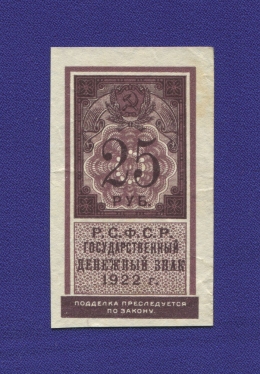 25
РУБ.
Р.С.Ф.С.Р.
ГОСУДАРСТВЕННЫЙ
ДЕНЕЖНЫЙ ЗНАК
1922 г.
ПОДДЕЛКА ПРЕСЛЕДУЕТСЯ
ПО ЗАКОНУ.